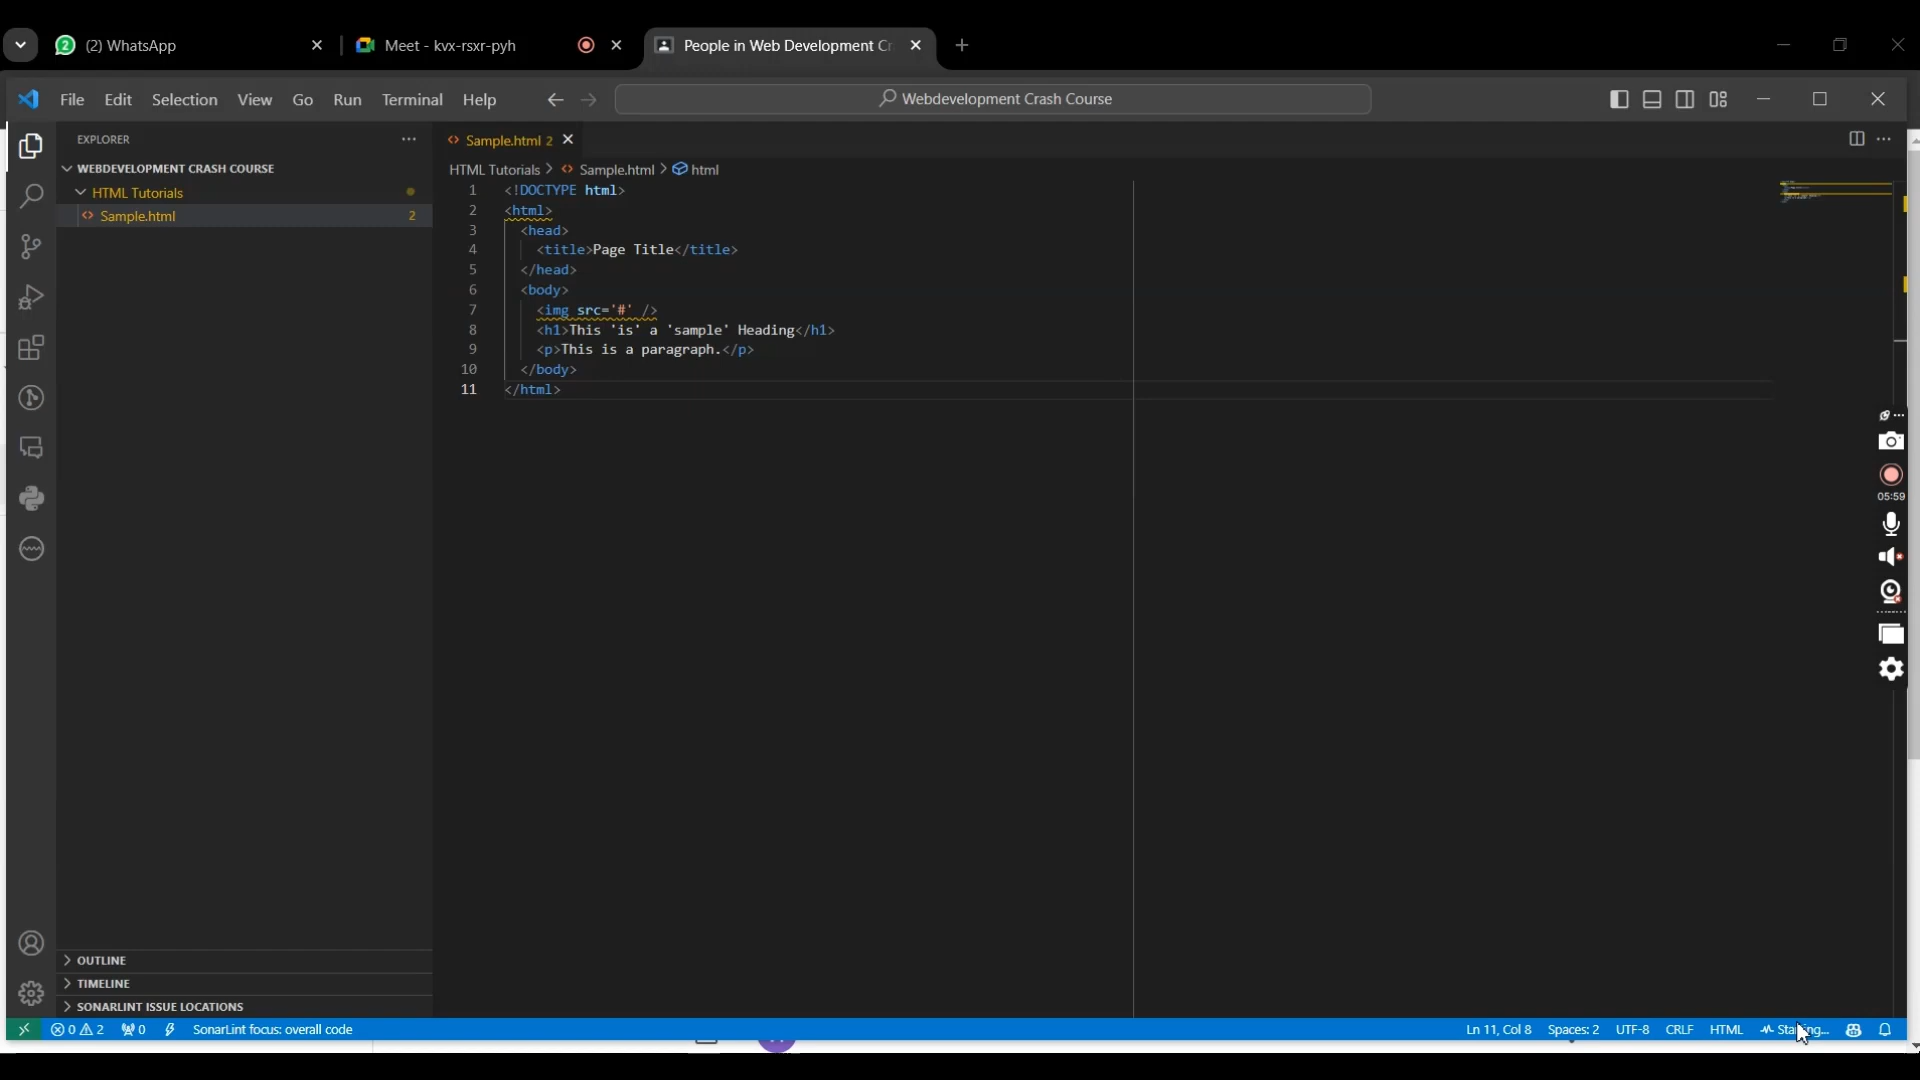 (2) WhatsApp
Meet - kvx-rsxr-pyh
People in Web Development Cr
File Edit Selection View Go Run Terminal Help
Webdevelopment Crash Course
EXPLORER
WEBDEVELOPMENT CRASH COURSE
HTML Tutorials
Sample.html 2
Sample.html 2
HTML Tutorials > Sample.html > html
1 <!DOCTYPE html>
2 <html>
3 <head>
4 <title>Page Title</title>
5 </head>
6 <body>
7 <img src='#' />
8 <h1>This 'is' a 'sample' Heading</h1>
9 <p>This is a paragraph.</p>
10 </body>
11 </html>
05:59
OUTLINE
TIMELINE
SONARLINT ISSUE LOCATIONS
0 2 0 SonarLint focus: overall code
Ln 11, Col 8 Spaces: 2 UTF-8 CRLF HTML